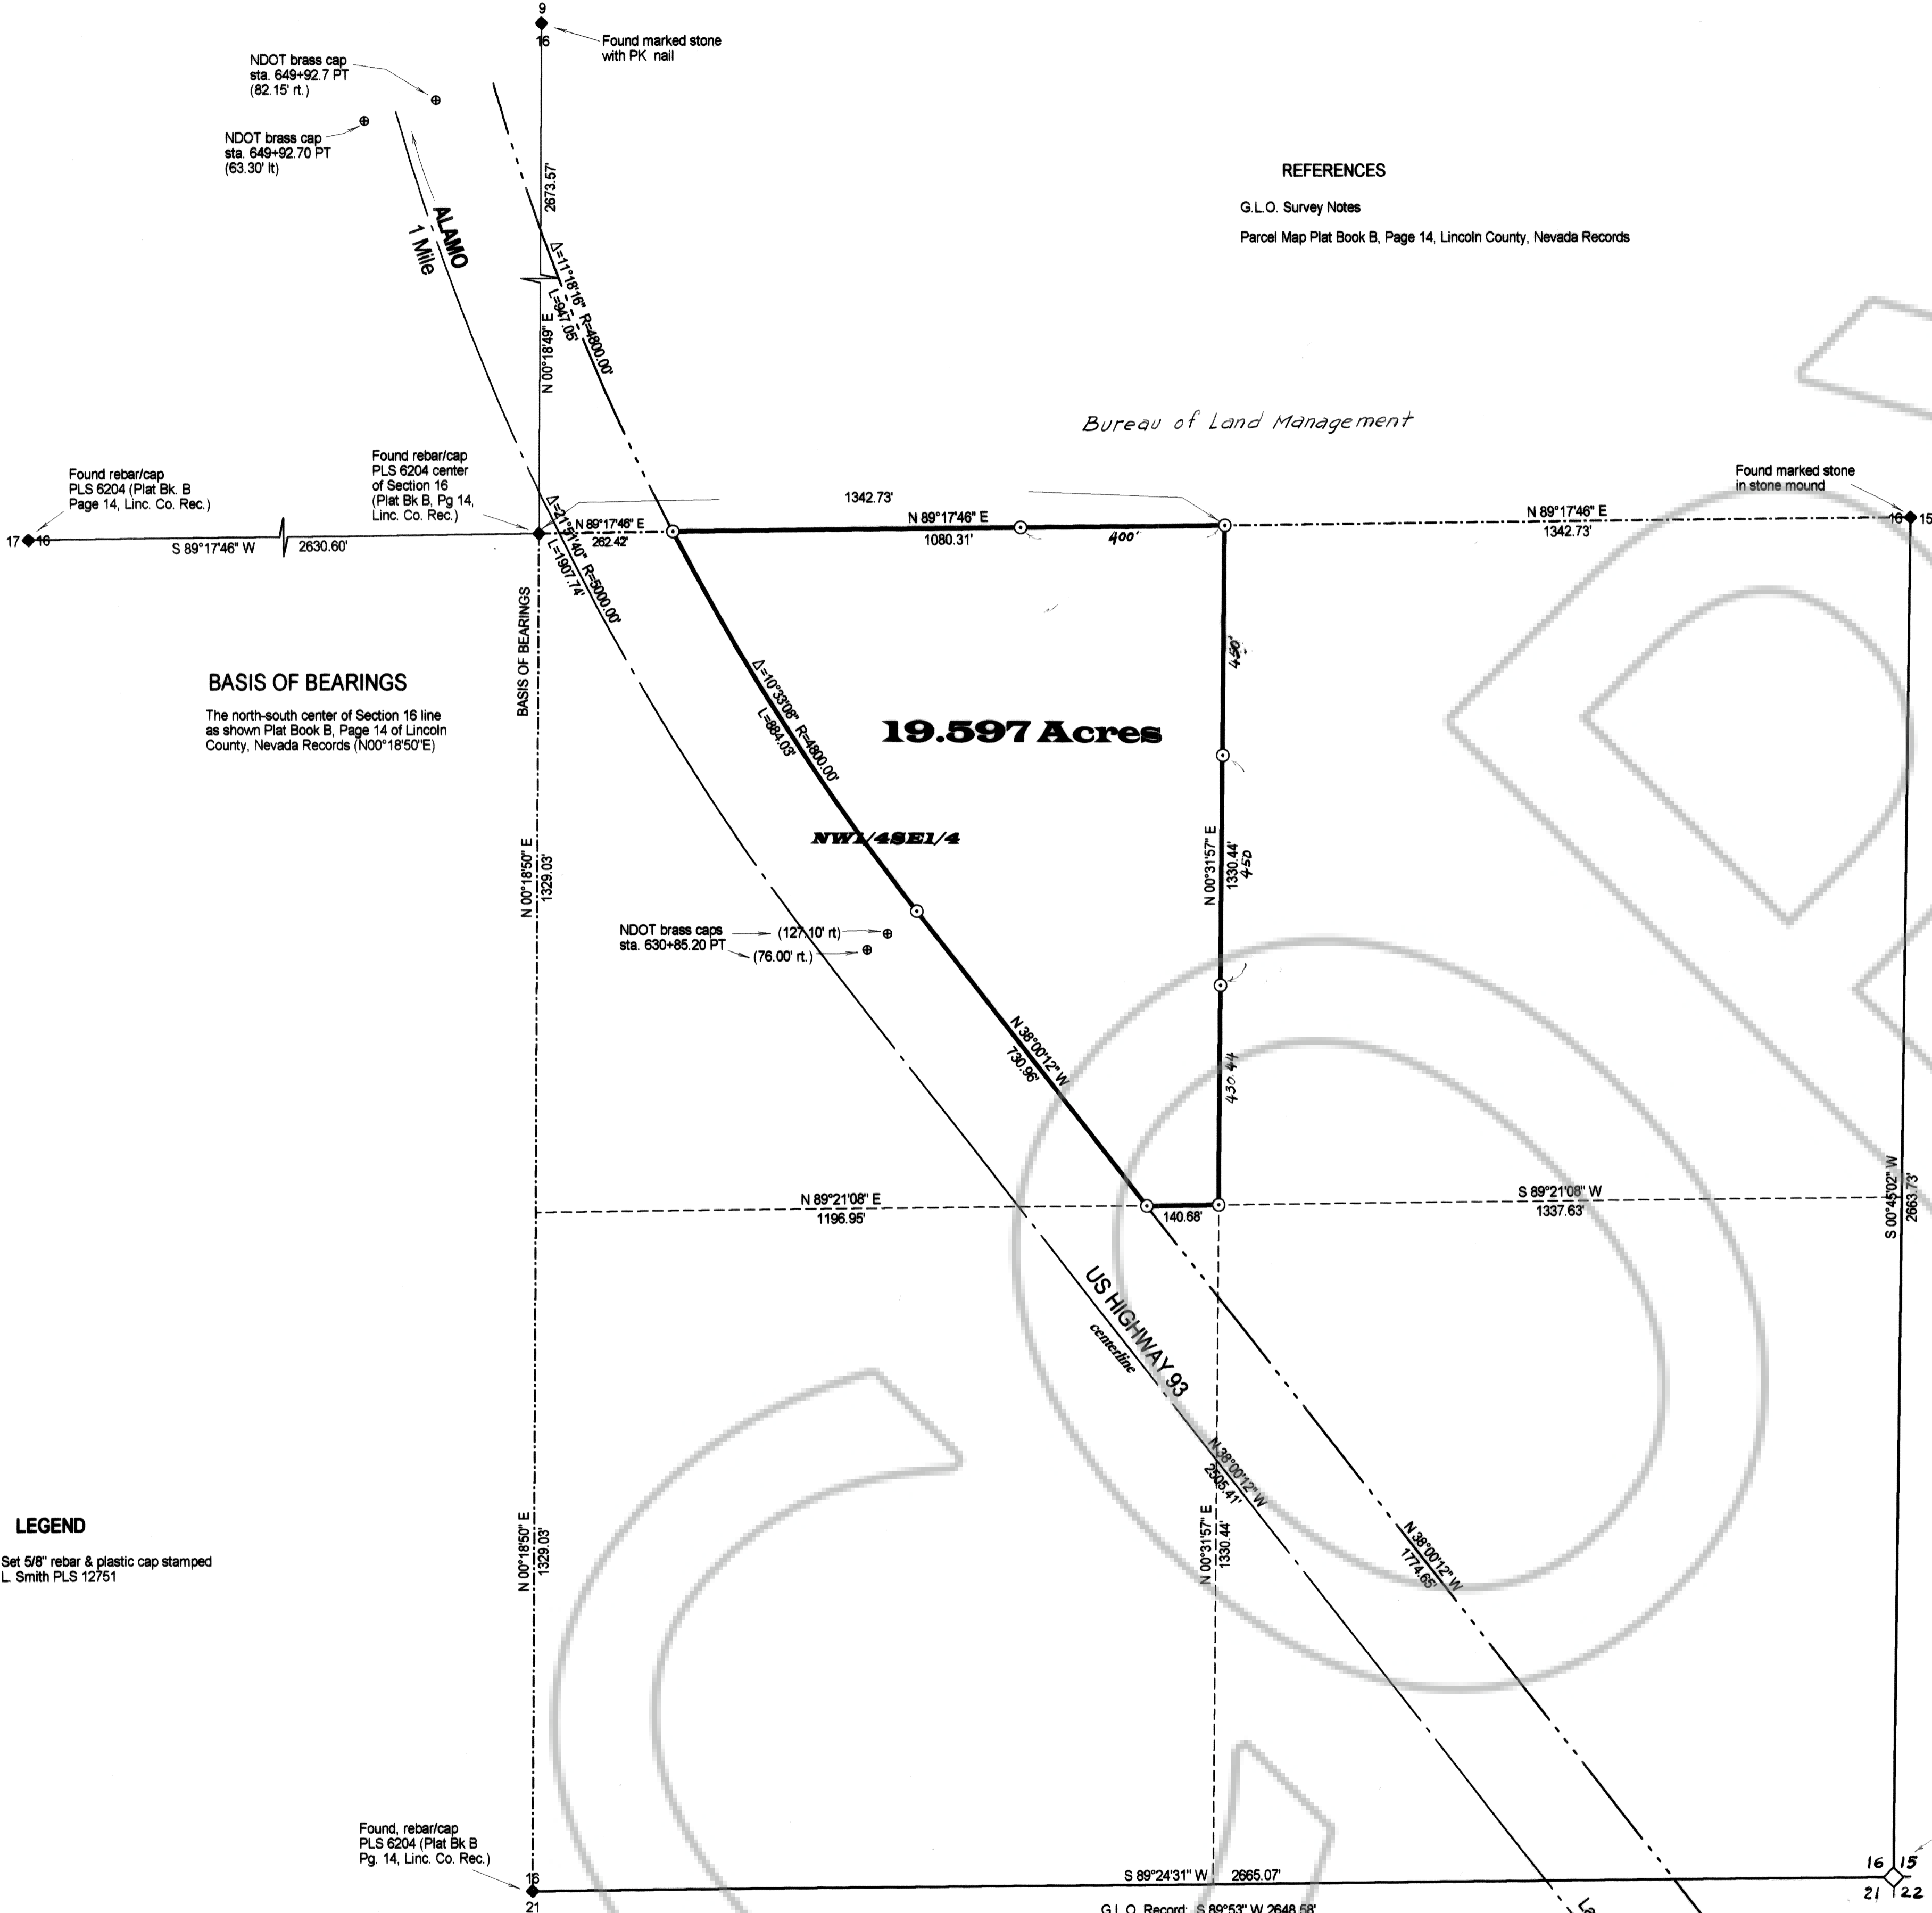 9
16
Found marked stone
with PK nail
NDOT brass cap
sta. 649+92.7 PT
(82.15' rt.)
NDOT brass cap
sta. 649+92.70 PT
(63.30' lt)
ALAMO
1 Mile
2673.57'
N 00°18'49" E
Δ=11°18'16" R=4800.00'
L=947.05'
REFERENCES
G.L.O. Survey Notes
Parcel Map Plat Book B, Page 14, Lincoln County, Nevada Records
Bureau of Land Management
Found rebar/cap
PLS 6204 (Plat Bk. B
Page 14, Linc. Co. Rec.)
Found rebar/cap
PLS 6204 center
of Section 16
(Plat Bk B, Pg 14,
Linc. Co. Rec.)
Found marked stone
in stone mound
17 16
S 89°17'46" W 2630.60'
N 89°17'46" E
262.42'
1342.73'
N 89°17'46" E
1080.31'
400'
N 89°17'46" E
1342.73'
16 15
Δ=21°51'40" R=5000.00'
L=1907.74'
BASIS OF BEARINGS
BASIS OF BEARINGS
The north-south center of Section 16 line
as shown Plat Book B, Page 14 of Lincoln
County, Nevada Records (N00°18'50"E)
Δ=10°33'08" R=4800.00'
L=884.03'
19.597 Acres
450'
NW1/4SE1/4
N 00°18'50" E
1329.03'
N 00°31'57" E
1330.44'
450
NDOT brass caps
sta. 630+85.20 PT
(127.10' rt)
(76.00' rt.)
N 38°00'12" W
730.96'
430.44
N 89°21'08" E
1196.95'
140.68'
S 89°21'08" W
1337.63'
S 00°45'02" W
2663.73'
US HIGHWAY 93
centerline
N 38°00'12" W
2505.41'
N 38°00'12" W
1774.65'
N 00°18'50" E
1329.03'
N 00°31'57" E
1330.44'
LEGEND
Set 5/8" rebar & plastic cap stamped
L. Smith PLS 12751
Found, rebar/cap
PLS 6204 (Plat Bk B
Pg. 14, Linc. Co. Rec.)
16
21
S 89°24'31" W 2665.07'
G.L.O. Record: S 89°53" W 2648.58'
16 15
21 22